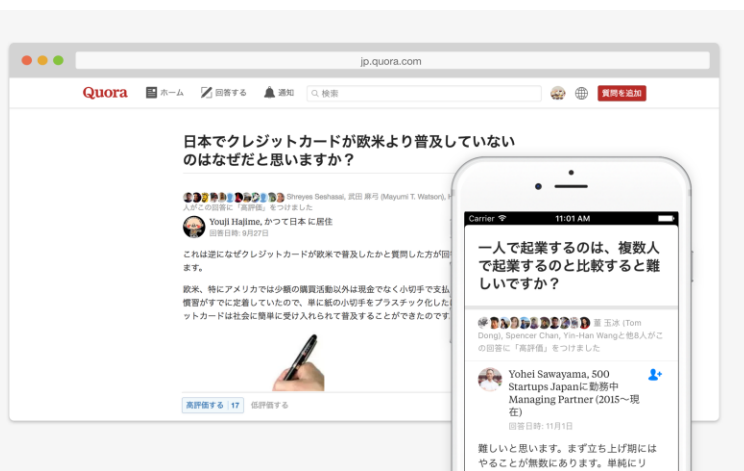 jp.quora.com
Quora ホーム 回答する 通知 検索 質問を追加
日本でクレジットカードが欧米より普及していない
のはなぜだと思いますか？
Shreyes Seshasai, 武田 麻弓 (Mayumi T. Watson),
人がこの回答に「高評価」をつけました
Youji Hajime, かつて日本に居住
回答日時: 9月27日
これは逆になぜクレジットカードが欧米で普及したかと質問した方が回
ます。
欧米、特にアメリカでは少額の購買活動以外は現金でなく小切手で支払
慣習がすでに定着していたので、単に紙の小切手をプラスチック化した
ットカードは社会に簡単に受け入れられて普及することができたのです
高評価する 17 低評価する
Carrier 11:01 AM
一人で起業するのは、複数人
で起業するのと比較すると難
しいですか？
玉冰 (Tom
Dong), Spencer Chan, Yin-Han Wangと他8人がこ
の回答に「高評価」をつけました
Yohei Sawayama, 500
Startups Japanに勤務中
Managing Partner (2015〜現
在)
回答日時: 11月1日
難しいと思います。まず立ち上げ期には
やることが無数にあります。単純にリ